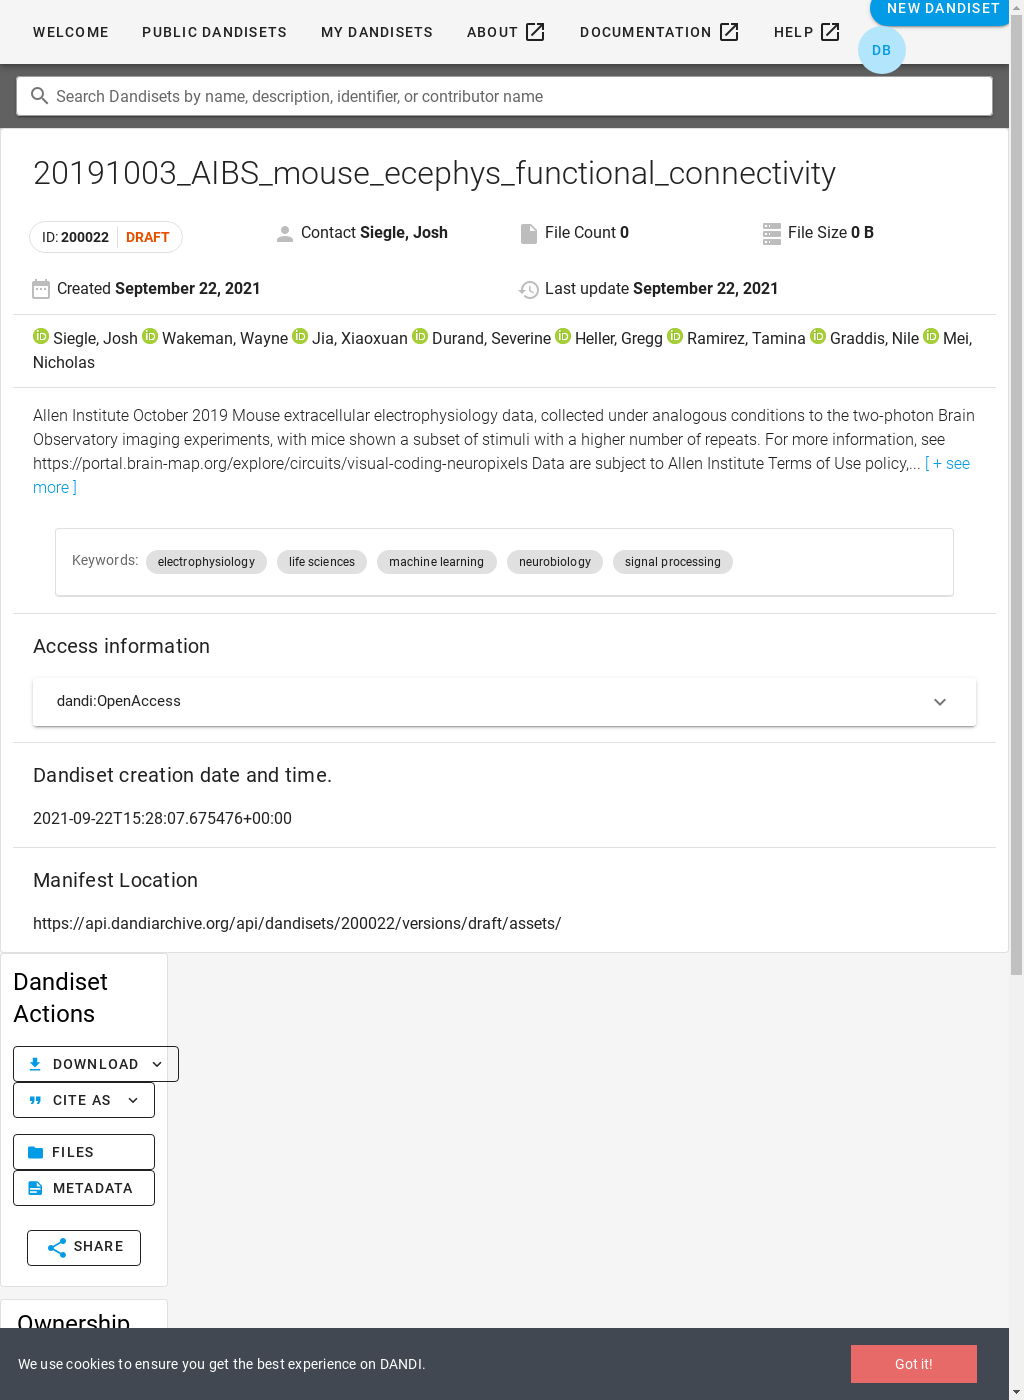 WELCOME PUBLIC DANDISETS MY DANDISETS ABOUT DOCUMENTATION HELP NEW DANDISET
DB
Search Dandisets by name, description, identifier, or contributor name
20191003_AIBS_mouse_ecephys_functional_connectivity
ID: 200022 DRAFT Contact Siegle, Josh File Count 0 File Size 0 B
Created September 22, 2021 Last update September 22, 2021
iD Siegle, Josh iD Wakeman, Wayne iD Jia, Xiaoxuan iD Durand, Severine iD Heller, Gregg iD Ramirez, Tamina iD Graddis, Nile iD Mei,
Nicholas
Allen Institute October 2019 Mouse extracellular electrophysiology data, collected under analogous conditions to the two-photon Brain
Observatory imaging experiments, with mice shown a subset of stimuli with a higher number of repeats. For more information, see
https://portal.brain-map.org/explore/circuits/visual-coding-neuropixels Data are subject to Allen Institute Terms of Use policy,... [ + see
more ]
Keywords: electrophysiology life sciences machine learning neurobiology signal processing
Access information
dandi:OpenAccess
Dandiset creation date and time.
2021-09-22T15:28:07.675476+00:00
Manifest Location
https://api.dandiarchive.org/api/dandisets/200022/versions/draft/assets/
Dandiset
Actions
DOWNLOAD
CITE AS
FILES
METADATA
SHARE
Ownership
We use cookies to ensure you get the best experience on DANDI. Got it!